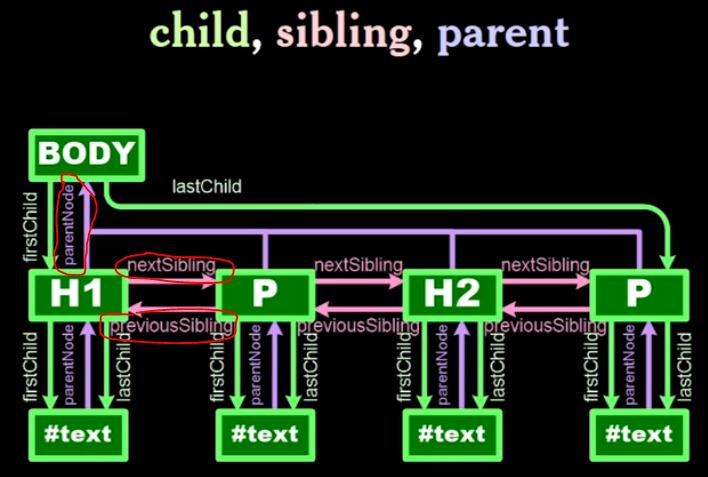 child, sibling, parent
BODY
lastChild
firstChild
parentNode
nextSibling
nextSibling
nextSibling
H1
P
H2
P
previousSibling
previousSibling
previousSibling
firstChild
parentNode
lastChild
firstChild
parentNode
lastChild
firstChild
parentNode
lastChild
firstChild
parentNode
lastChild
#text
#text
#text
#text